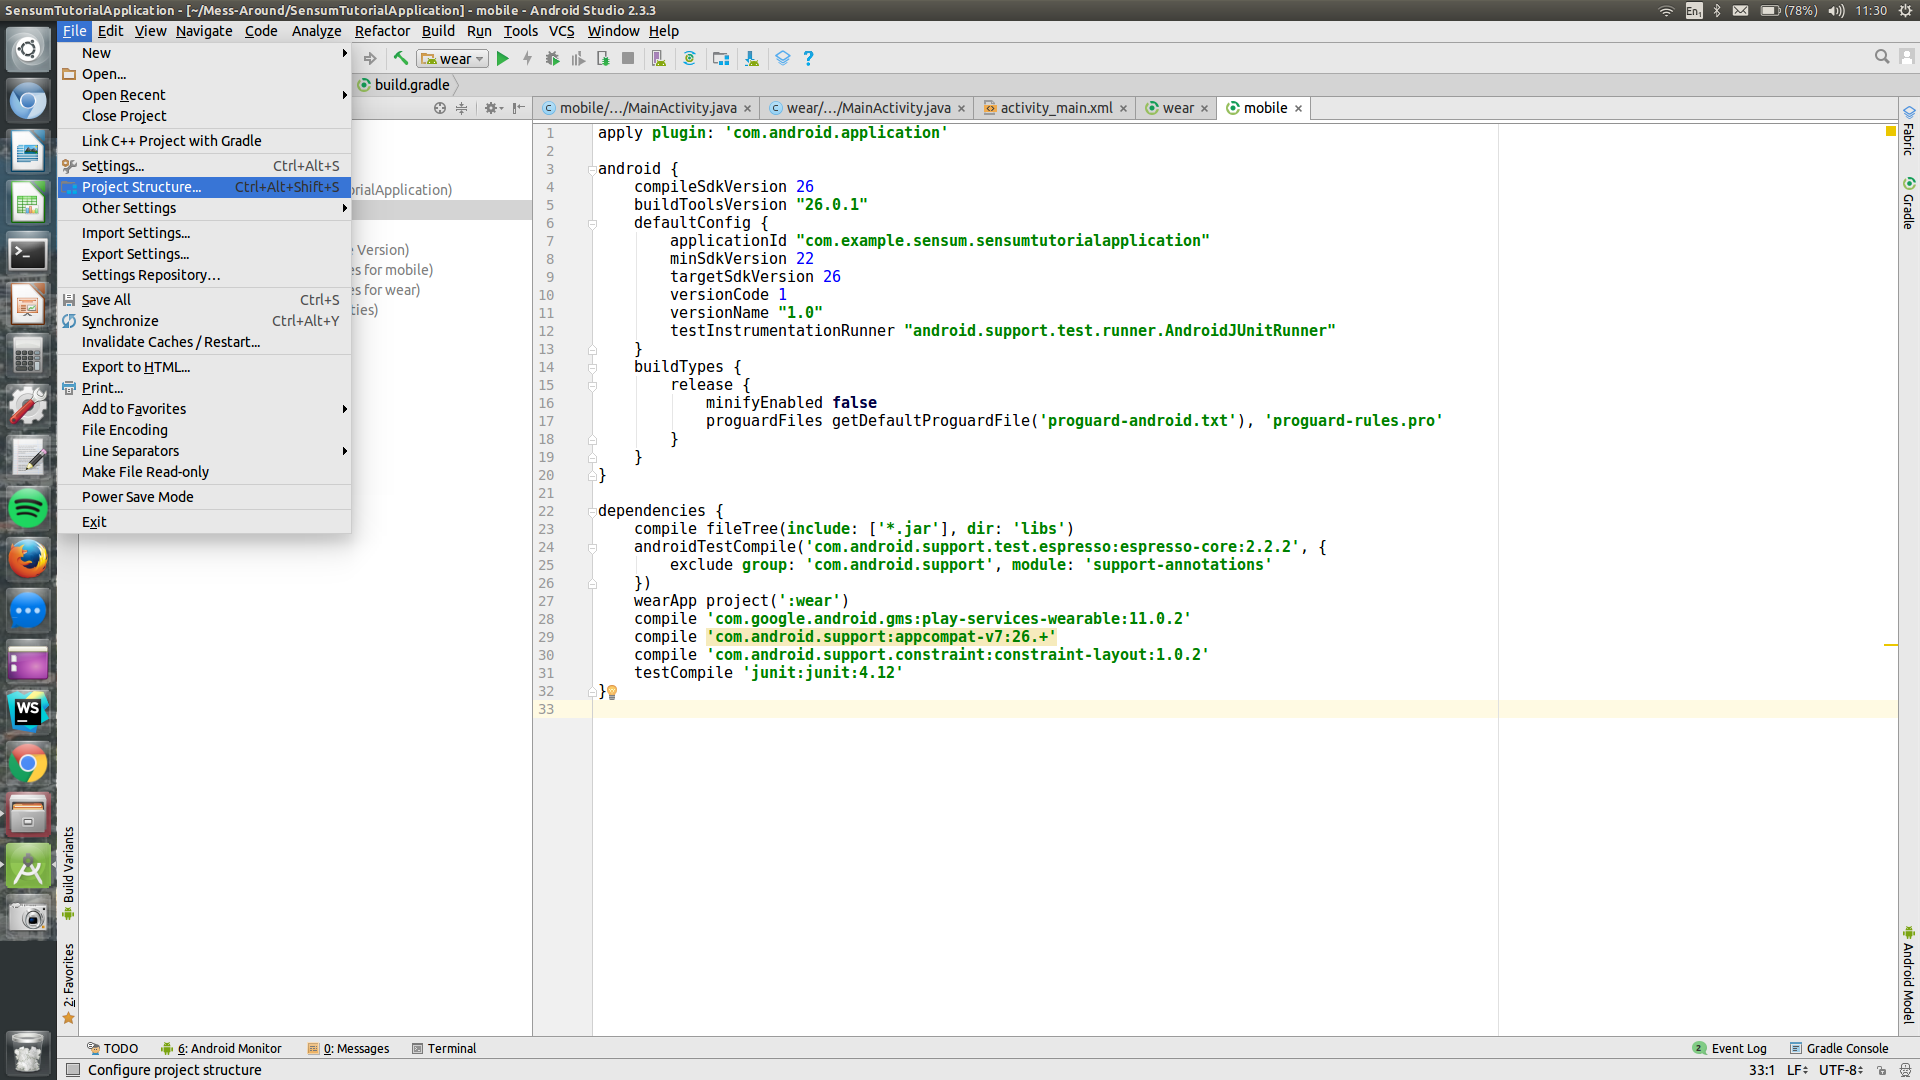 SensumTutorialApplication - [~/Mess-Around/SensumTutorialApplication] - mobile - Android Studio 2.3.3
En1
(78%)
11:30
File Edit View Navigate Code Analyze Refactor Build Run Tools VCS Window Help
wear
build.gradle
New
Open...
Open Recent
Close Project
Link C++ Project with Gradle
Settings... Ctrl+Alt+S
Project Structure... Ctrl+Alt+Shift+S
Other Settings
Import Settings...
Export Settings...
Settings Repository...
Save All Ctrl+S
Synchronize Ctrl+Alt+Y
Invalidate Caches / Restart...
Export to HTML...
Print...
Add to Favorites
File Encoding
Line Separators
Make File Read-only
Power Save Mode
Exit
orialApplication)
e Version)
es for mobile)
es for wear)
ties)
mobile/.../MainActivity.java
wear/.../MainActivity.java
activity_main.xml
wear
mobile
1 apply plugin: 'com.android.application'
2
3 android {
4 compileSdkVersion 26
5 buildToolsVersion "26.0.1"
6 defaultConfig {
7 applicationId "com.example.sensum.sensumtutorialapplication"
8 minSdkVersion 22
9 targetSdkVersion 26
10 versionCode 1
11 versionName "1.0"
12 testInstrumentationRunner "android.support.test.runner.AndroidJUnitRunner"
13 }
14 buildTypes {
15 release {
16 minifyEnabled false
17 proguardFiles getDefaultProguardFile('proguard-android.txt'), 'proguard-rules.pro'
18 }
19 }
20 }
21
22 dependencies {
23 compile fileTree(include: ['*.jar'], dir: 'libs')
24 androidTestCompile('com.android.support.test.espresso:espresso-core:2.2.2', {
25 exclude group: 'com.android.support', module: 'support-annotations'
26 })
27 wearApp project(':wear')
28 compile 'com.google.android.gms:play-services-wearable:11.0.2'
29 compile 'com.android.support:appcompat-v7:26.+'
30 compile 'com.android.support.constraint:constraint-layout:1.0.2'
31 testCompile 'junit:junit:4.12'
32 }
33
Fabric
Gradle
Android Model
WS
Build Variants
2: Favorites
TODO
6: Android Monitor
0: Messages
Terminal
2 Event Log
Gradle Console
Configure project structure
33:1 LF÷ UTF-8÷